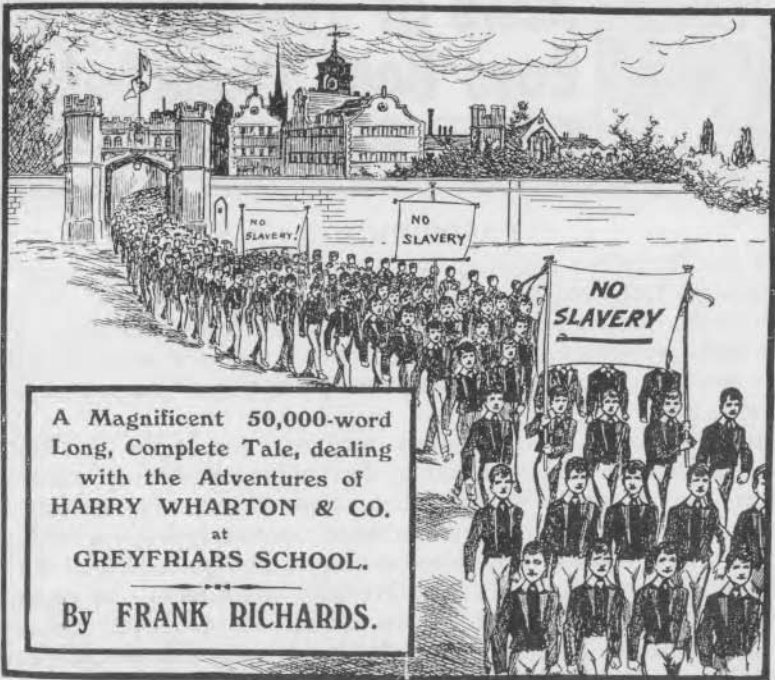 NO
SLAVERY!
NO
SLAVERY
NO
SLAVERY
A Magnificent 50,000-word
Long, Complete Tale, dealing
with the Adventures of
HARRY WHARTON & CO.
at
GREYFRIARS SCHOOL.
By FRANK RICHARDS.